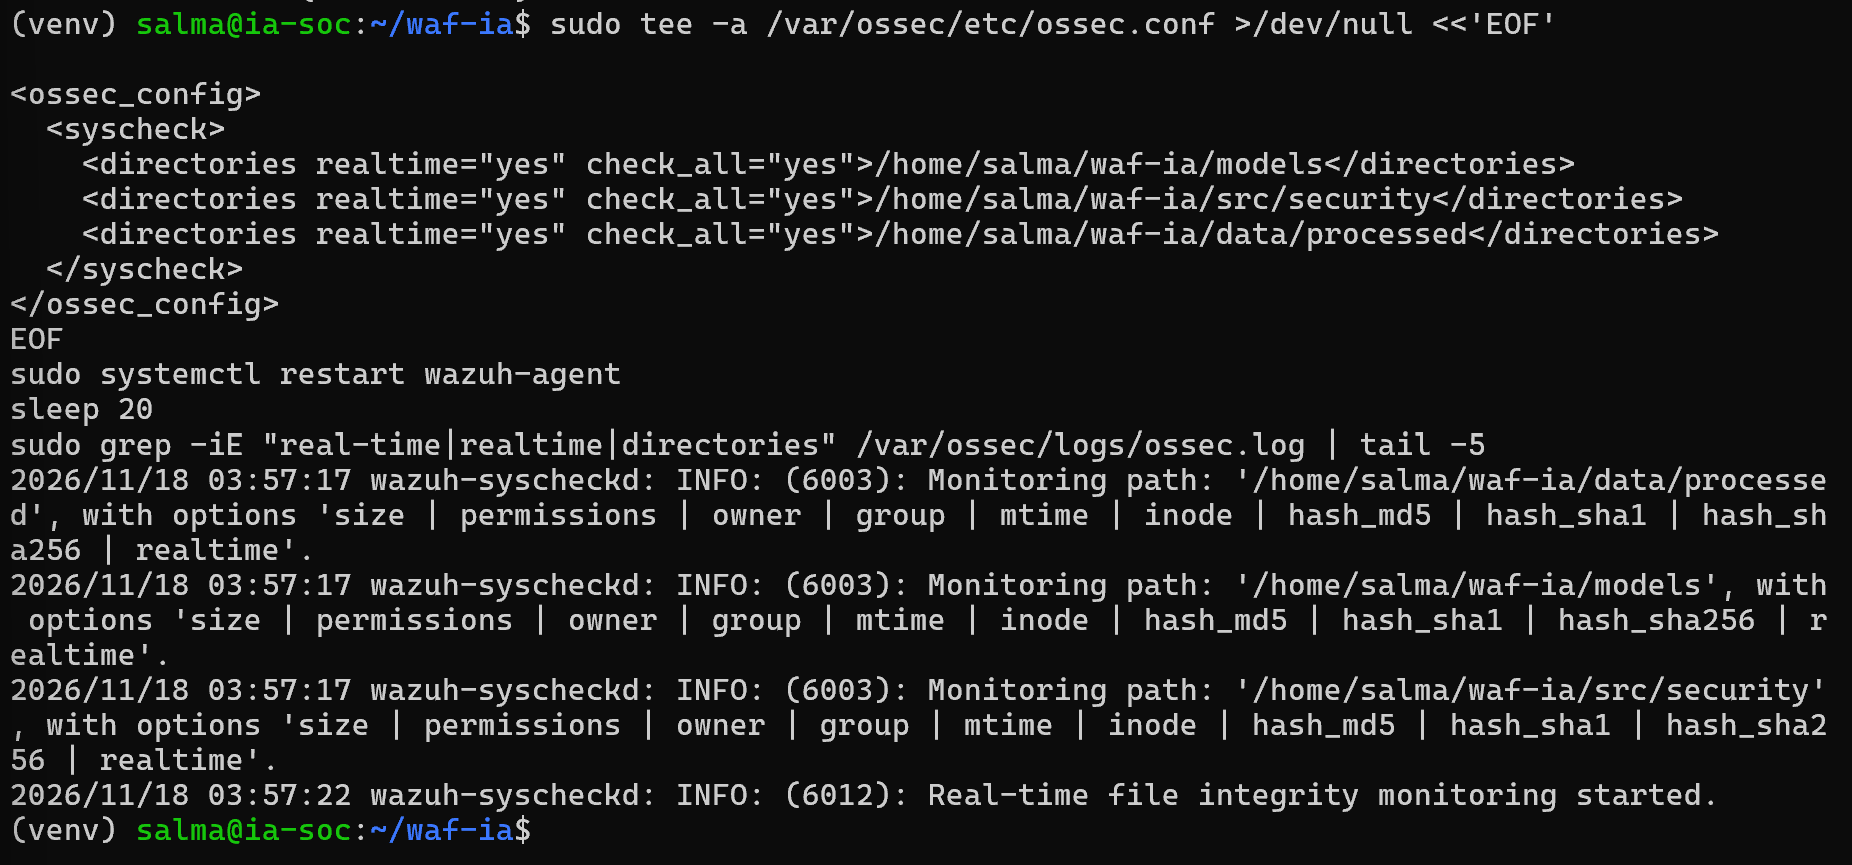 (venv) salma@ia-soc:~/waf-ia$ sudo tee -a /var/ossec/etc/ossec.conf >/dev/null <<'EOF'

<ossec_config>
  <syscheck>
    <directories realtime="yes" check_all="yes">/home/salma/waf-ia/models</directories>
    <directories realtime="yes" check_all="yes">/home/salma/waf-ia/src/security</directories>
    <directories realtime="yes" check_all="yes">/home/salma/waf-ia/data/processed</directories>
  </syscheck>
</ossec_config>
EOF
sudo systemctl restart wazuh-agent
sleep 20
sudo grep -iE "real-time|realtime|directories" /var/ossec/logs/ossec.log | tail -5
2026/11/18 03:57:17 wazuh-syscheckd: INFO: (6003): Monitoring path: '/home/salma/waf-ia/data/processe
d', with options 'size | permissions | owner | group | mtime | inode | hash_md5 | hash_sha1 | hash_sh
a256 | realtime'.
2026/11/18 03:57:17 wazuh-syscheckd: INFO: (6003): Monitoring path: '/home/salma/waf-ia/models', with
 options 'size | permissions | owner | group | mtime | inode | hash_md5 | hash_sha1 | hash_sha256 | r
ealtime'.
2026/11/18 03:57:17 wazuh-syscheckd: INFO: (6003): Monitoring path: '/home/salma/waf-ia/src/security'
, with options 'size | permissions | owner | group | mtime | inode | hash_md5 | hash_sha1 | hash_sha2
56 | realtime'.
2026/11/18 03:57:22 wazuh-syscheckd: INFO: (6012): Real-time file integrity monitoring started.
(venv) salma@ia-soc:~/waf-ia$